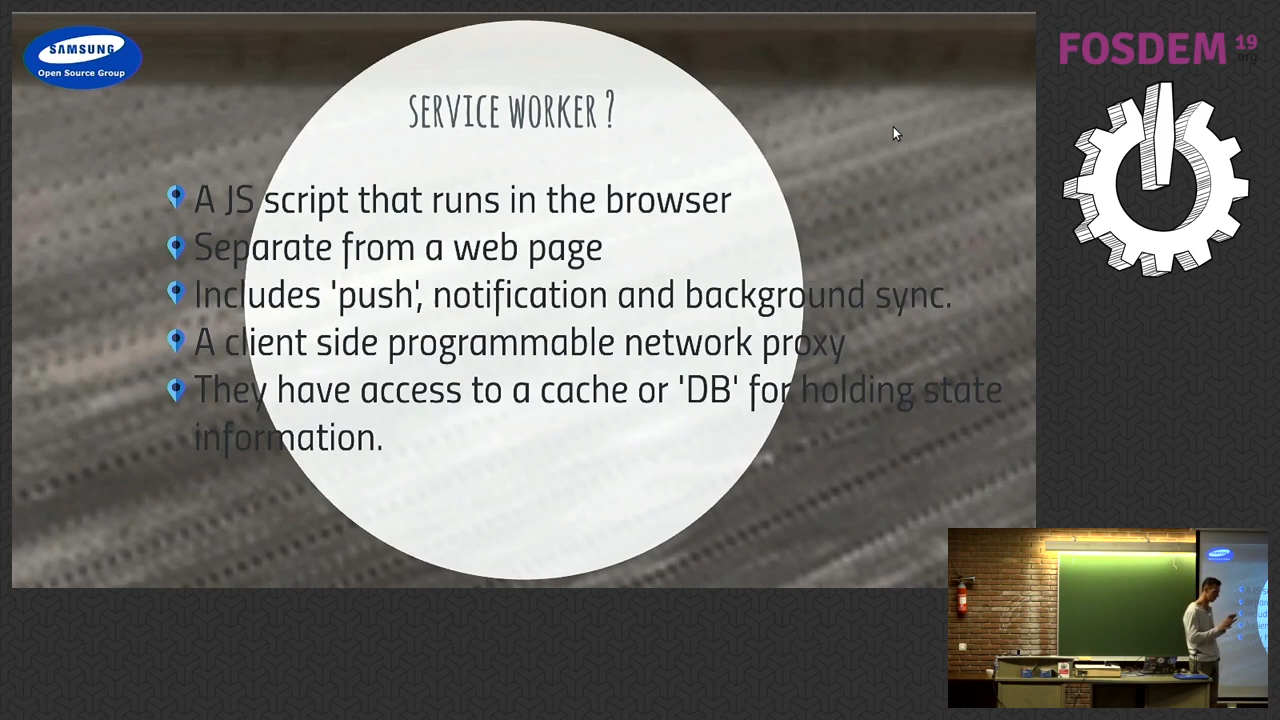 SAMSUNG
Open Source Group
FOSDEM 19
.org
SERVICE WORKER ?
A JS script that runs in the browser
Separate from a web page
Includes 'push', notification and background sync.
A client side programmable network proxy
They have access to a cache or 'DB' for holding state
information.